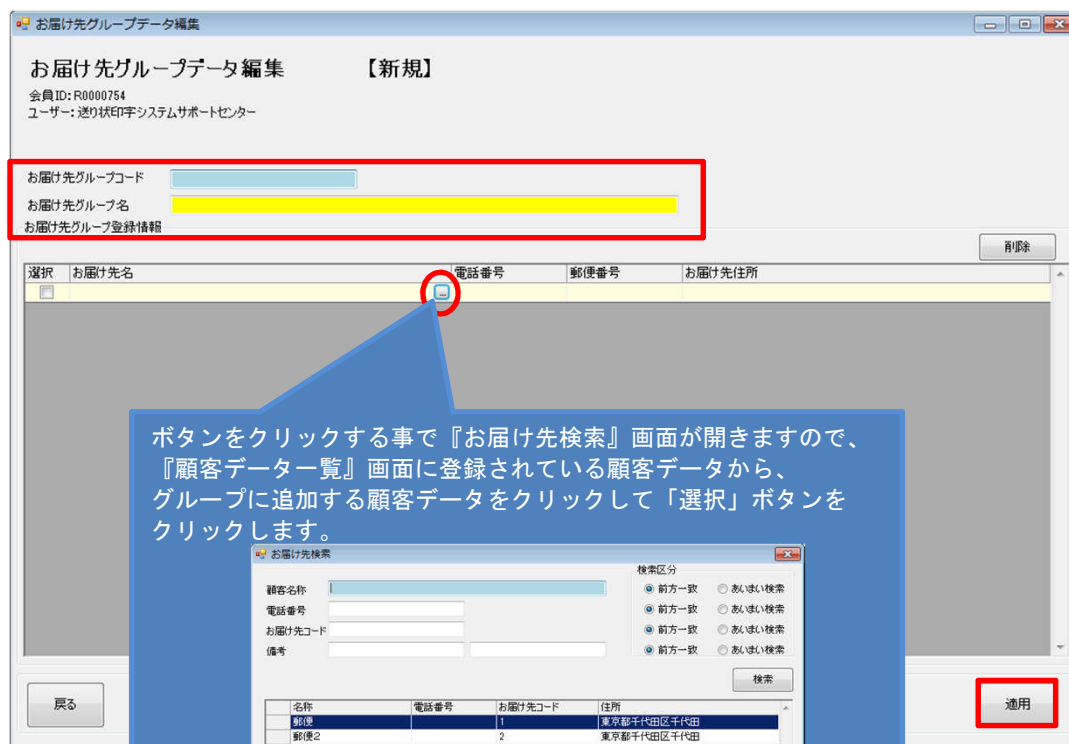 お届け先グループデータ編集
お届け先グループデータ編集 【新規】
会員ID: R0000754
ユーザー: 送り状印字システムサポートセンター
お届け先グループコード
お届け先グループ名
お届け先グループ登録情報
削除
選択 お届け先名 電話番号 郵便番号 お届け先住所
...
ボタンをクリックする事で『お届け先検索』画面が開きますので、
『顧客データ一覧』画面に登録されている顧客データから、
グループに追加する顧客データをクリックして「選択」ボタンを
クリックします。
お届け先検索
検索区分
顧客名称 前方一致 あいまい検索
電話番号 前方一致 あいまい検索
お届け先コード 前方一致 あいまい検索
備考 前方一致 あいまい検索
検索
名称 電話番号 お届け先コード 住所
郵便 1 東京都千代田区千代田
郵便2 2 東京都千代田区千代田
戻る
適用